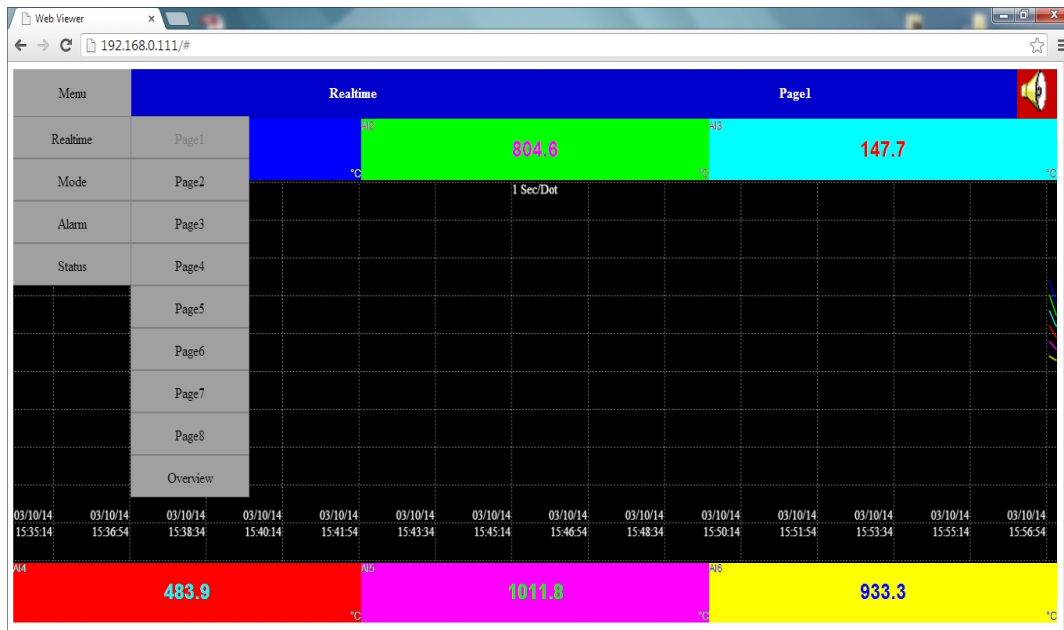 Web Viewer
192.168.0.111/#
Menu
Realtime
Page1
Realtime
Page1
AI2
804.6
°C
AI3
147.7
°C
°C
Mode
Page2
1 Sec/Dot
Alarm
Page3
Status
Page4
Page5
Page6
Page7
Page8
Overview
03/10/14 03/10/14 03/10/14 03/10/14 03/10/14 03/10/14 03/10/14 03/10/14 03/10/14 03/10/14 03/10/14 03/10/14 03/10/14 03/10/14
15:35:14 15:36:54 15:38:34 15:40:14 15:41:54 15:43:34 15:45:14 15:46:54 15:48:34 15:50:14 15:51:54 15:53:34 15:55:14 15:56:54
AI4
483.9
°C
AI5
1011.8
°C
AI6
933.3
°C